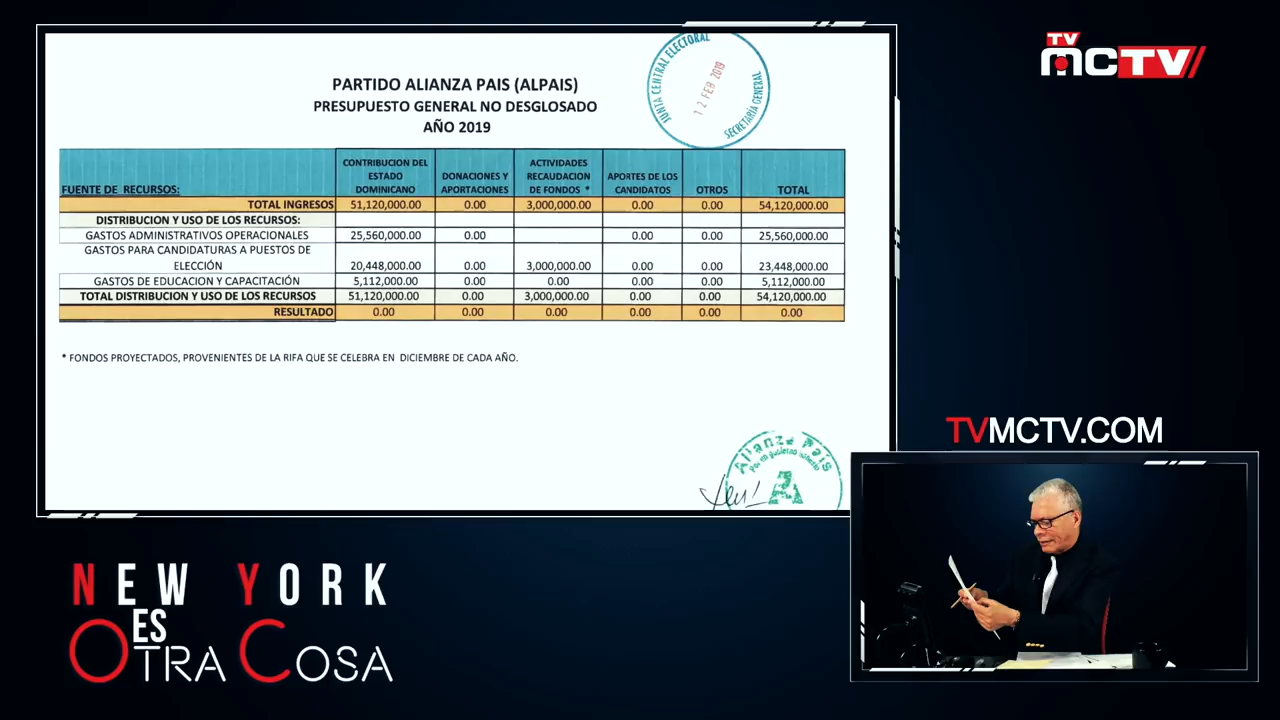 JUNTA CENTRAL ELECTORAL
12 FEB 2019
SECRETARÍA GENERAL
TV
MCTV
PARTIDO ALIANZA PAIS (ALPAIS)
PRESUPUESTO GENERAL NO DESGLOSADO
AÑO 2019
FUENTE DE RECURSOS: CONTRIBUCION DEL ESTADO DOMINICANO DONACIONES Y APORTACIONES ACTIVIDADES RECAUDACION DE FONDOS * APORTES DE LOS CANDIDATOS OTROS TOTAL
TOTAL INGRESOS 51,120,000.00 0.00 3,000,000.00 0.00 0.00 54,120,000.00
DISTRIBUCION Y USO DE LOS RECURSOS:
GASTOS ADMINISTRATIVOS OPERACIONALES 25,560,000.00 0.00 0.00 0.00 25,560,000.00
GASTOS PARA CANDIDATURAS A PUESTOS DE
ELECCIÓN 20,448,000.00 0.00 3,000,000.00 0.00 0.00 23,448,000.00
GASTOS DE EDUCACION Y CAPACITACIÓN 5,112,000.00 0.00 0.00 0.00 0.00 5,112,000.00
TOTAL DISTRIBUCION Y USO DE LOS RECURSOS 51,120,000.00 0.00 3,000,000.00 0.00 0.00 54,120,000.00
RESULTADO 0.00 0.00 0.00 0.00 0.00 0.00
* FONDOS PROYECTADOS, PROVENIENTES DE LA RIFA QUE SE CELEBRA EN DICIEMBRE DE CADA AÑO.
Alianza País
TVMCTV.COM
NEW YORK
ES
OTRA COSA